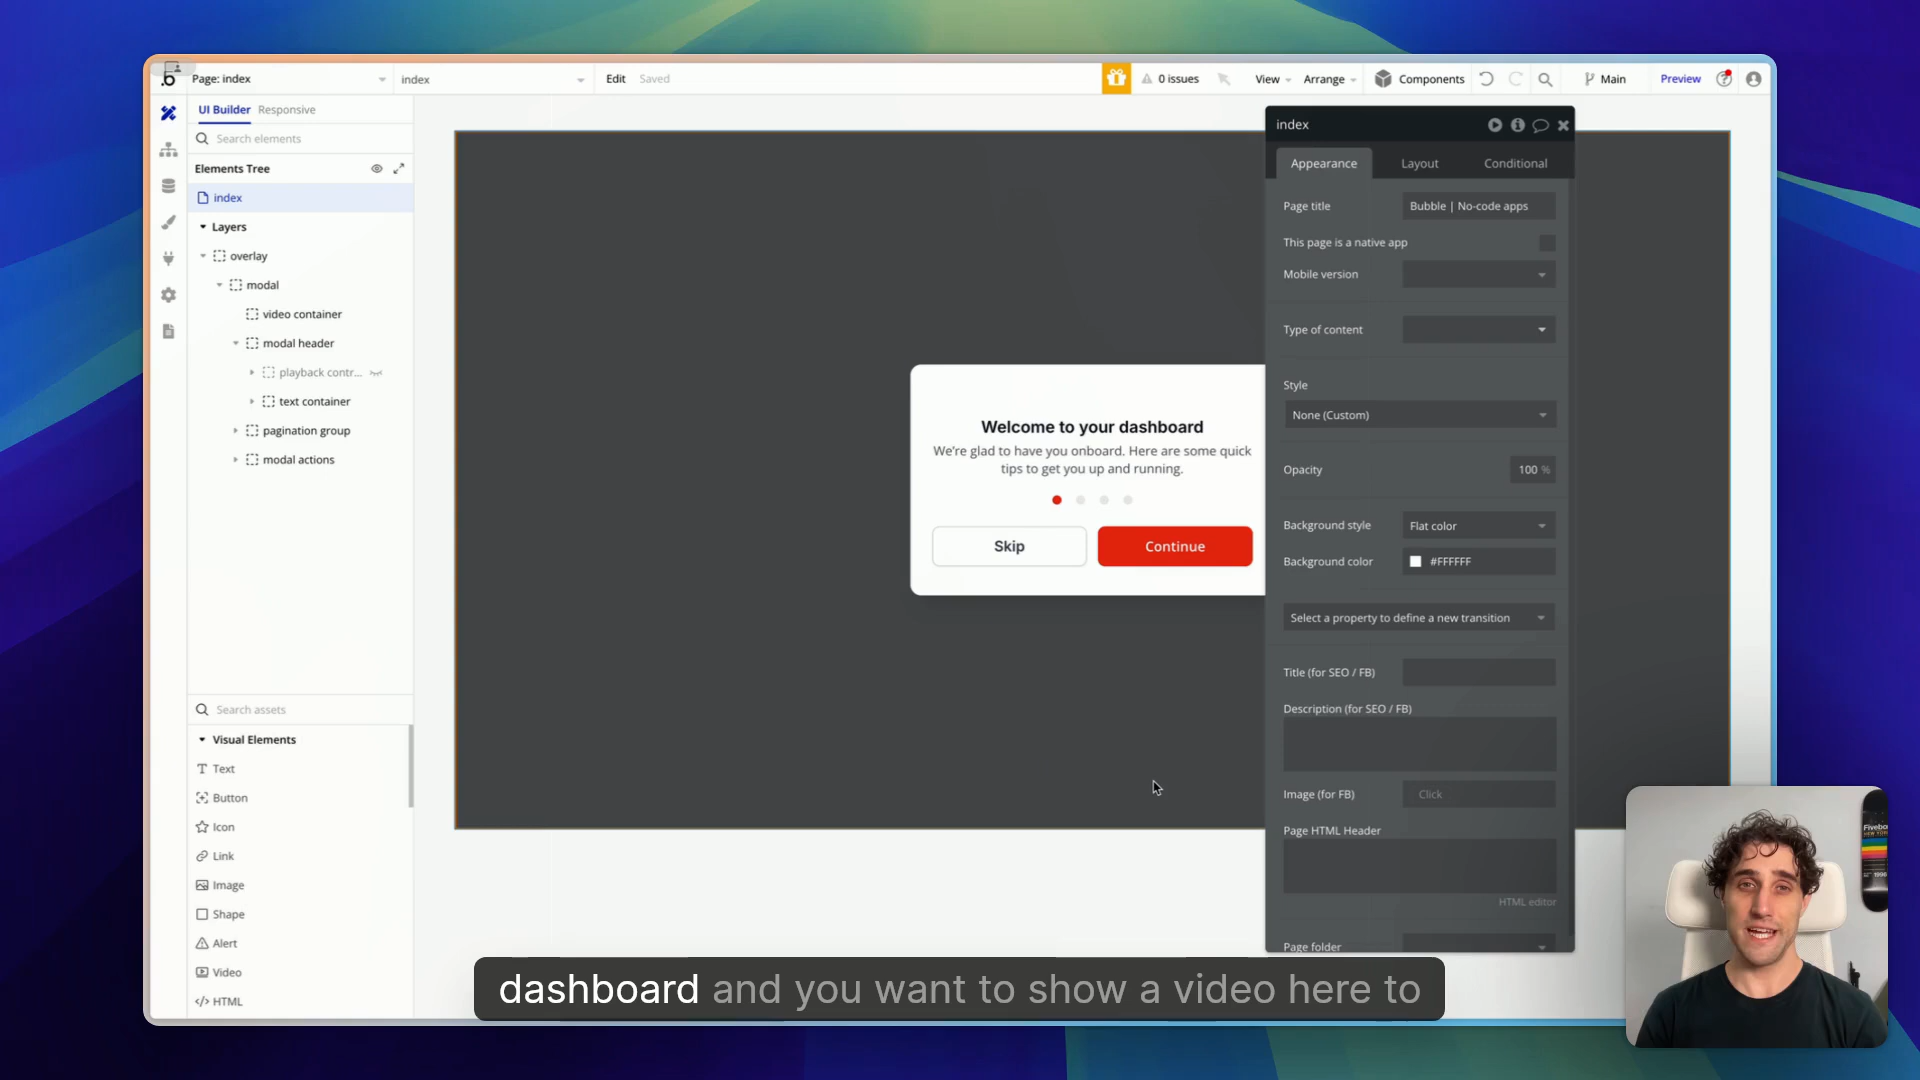 Page: index
index
Edit
Saved
0 issues
View
Arrange
Components
Main
Preview
UI Builder
Responsive
Search elements
Elements Tree
index
Layers
overlay
modal
video container
modal header
playback contr...
text container
pagination group
modal actions
Search assets
Visual Elements
Text
Button
Icon
Link
Image
Shape
Alert
Video
HTML
Welcome to your dashboard
We're glad to have you onboard. Here are some quick
tips to get you up and running.
Skip
Continue
index
Appearance
Layout
Conditional
Page title
Bubble | No-code apps
This page is a native app
Mobile version
Type of content
Style
None (Custom)
Opacity
100 %
Background style
Flat color
Background color
#FFFFFF
Select a property to define a new transition
Title (for SEO / FB)
Description (for SEO / FB)
Image (for FB)
Click
Page HTML Header
HTML editor
Page folder
dashboard and you want to show a video here to